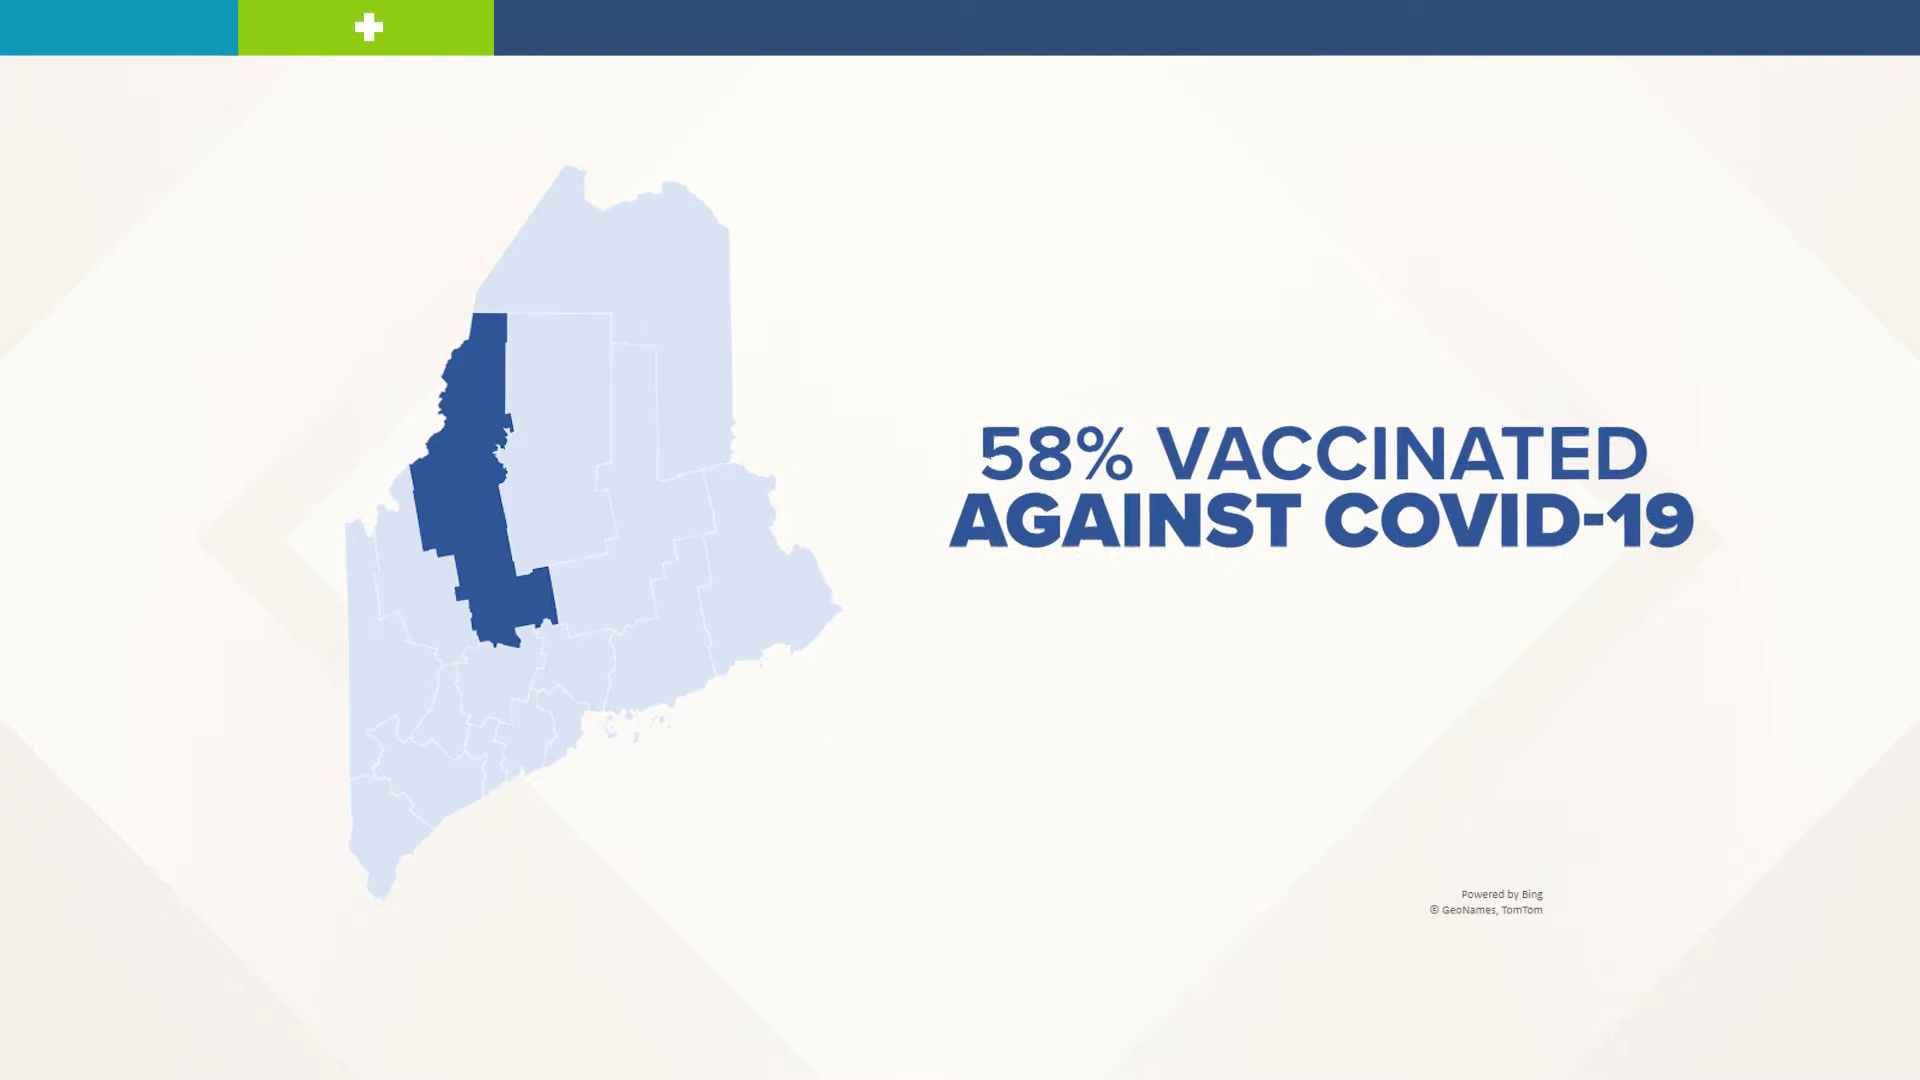 58% VACCINATED
AGAINST COVID-19
Powered by Bing
© GeoNames, TomTom